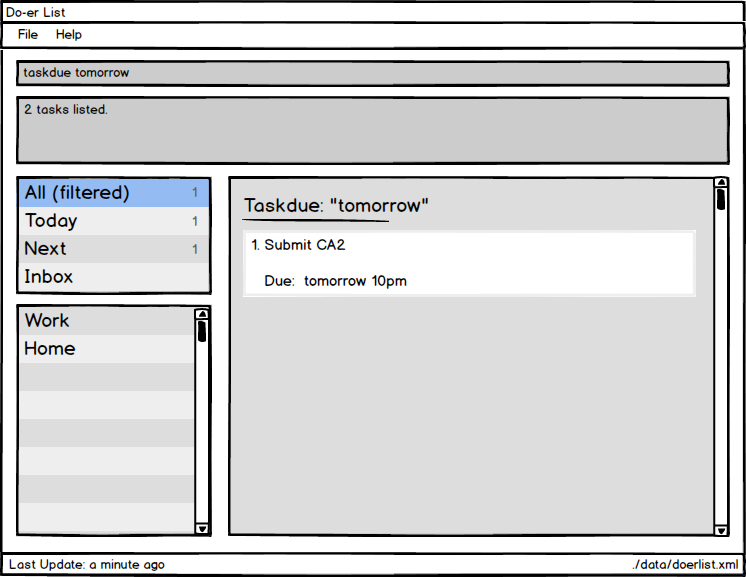 Do-er List
File Help
taskdue tomorrow
2 tasks listed.
All (filtered) 1
Today 1
Next 1
Inbox
Work
Home
Taskdue: "tomorrow"
1. Submit CA2
Due: tomorrow 10pm
Last Update: a minute ago ./data/doerlist.xml